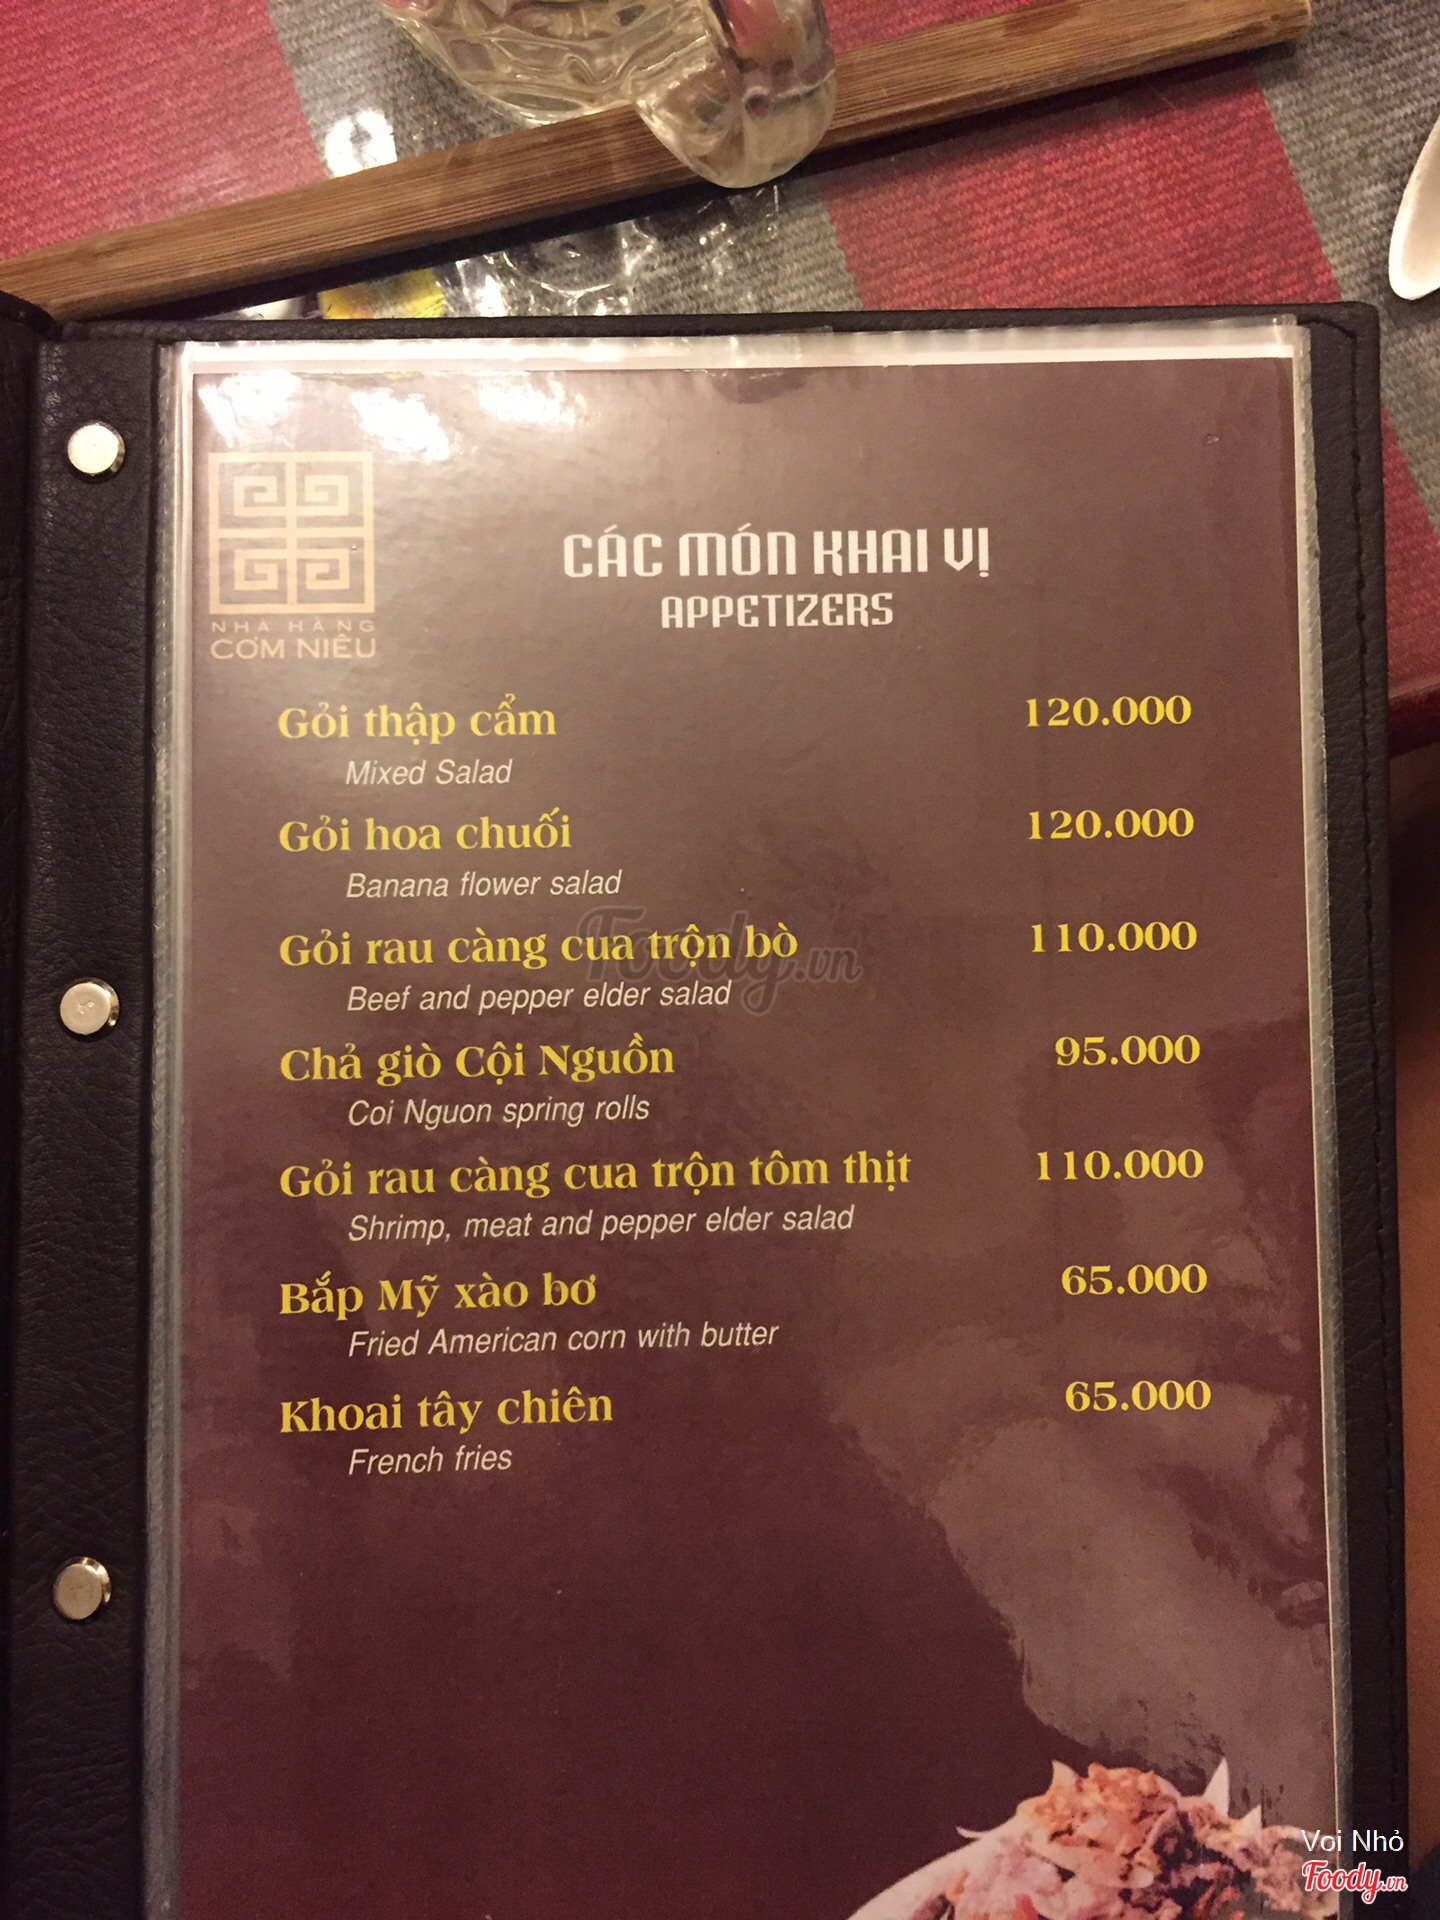 NHÀ HÀNG
CƠM NIÊU
CÁC MÓN KHAI VỊ
APPETIZERS
Gỏi thập cẩm 120.000
Mixed Salad
Gỏi hoa chuối 120.000
Banana flower salad
Gỏi rau càng cua trộn bò 110.000
Beef and pepper elder salad
Foody.vn
Chả giò Cội Nguồn 95.000
Coi Nguon spring rolls
Gỏi rau càng cua trộn tôm thịt 110.000
Shrimp, meat and pepper elder salad
Bắp Mỹ xào bơ 65.000
Fried American corn with butter
Khoai tây chiên 65.000
French fries
Voi Nhỏ
Foody.vn